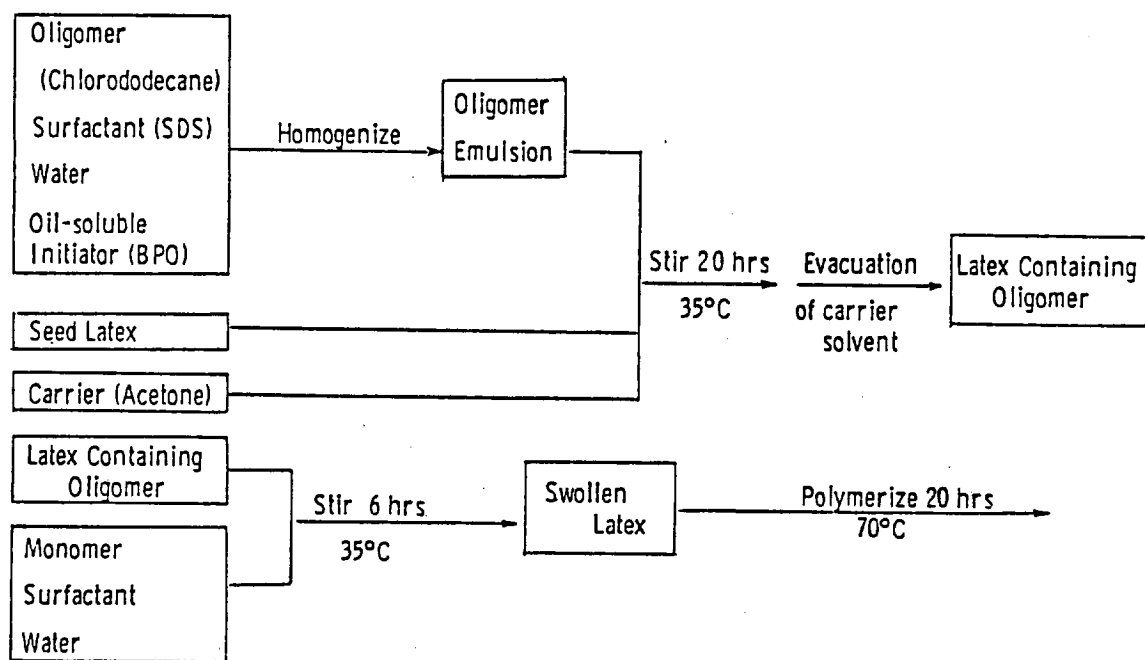 Oligomer
(Chlorododecane)
Surfactant (SDS)
Water
Oil-soluble
Initiator (BPO)
Homogenize
Oligomer
Emulsion
Seed Latex
Carrier (Acetone)
Stir 20 hrs
35°C
Evacuation
of carrier
solvent
Latex Containing
Oligomer
Latex Containing
Oligomer
Monomer
Surfactant
Water
Stir 6 hrs
35°C
Swollen
Latex
Polymerize 20 hrs
70°C